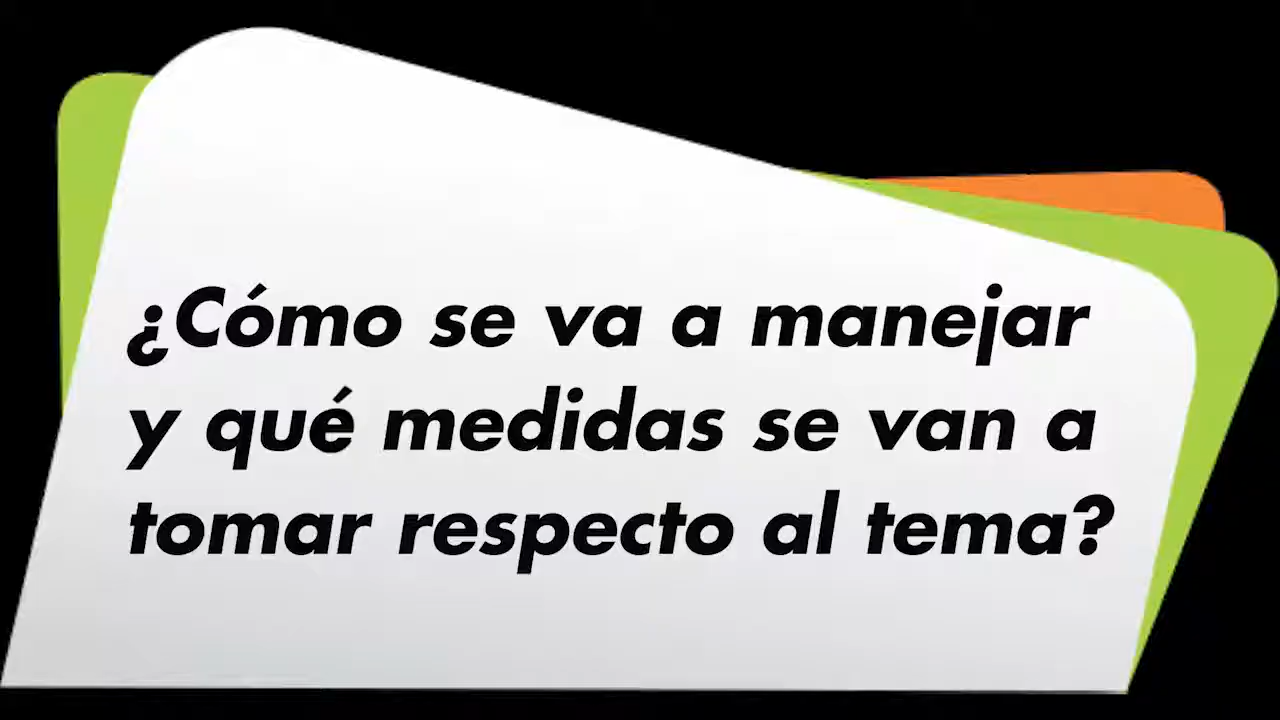 ¿Cómo se va a manejar
y qué medidas se van a
tomar respecto al tema?